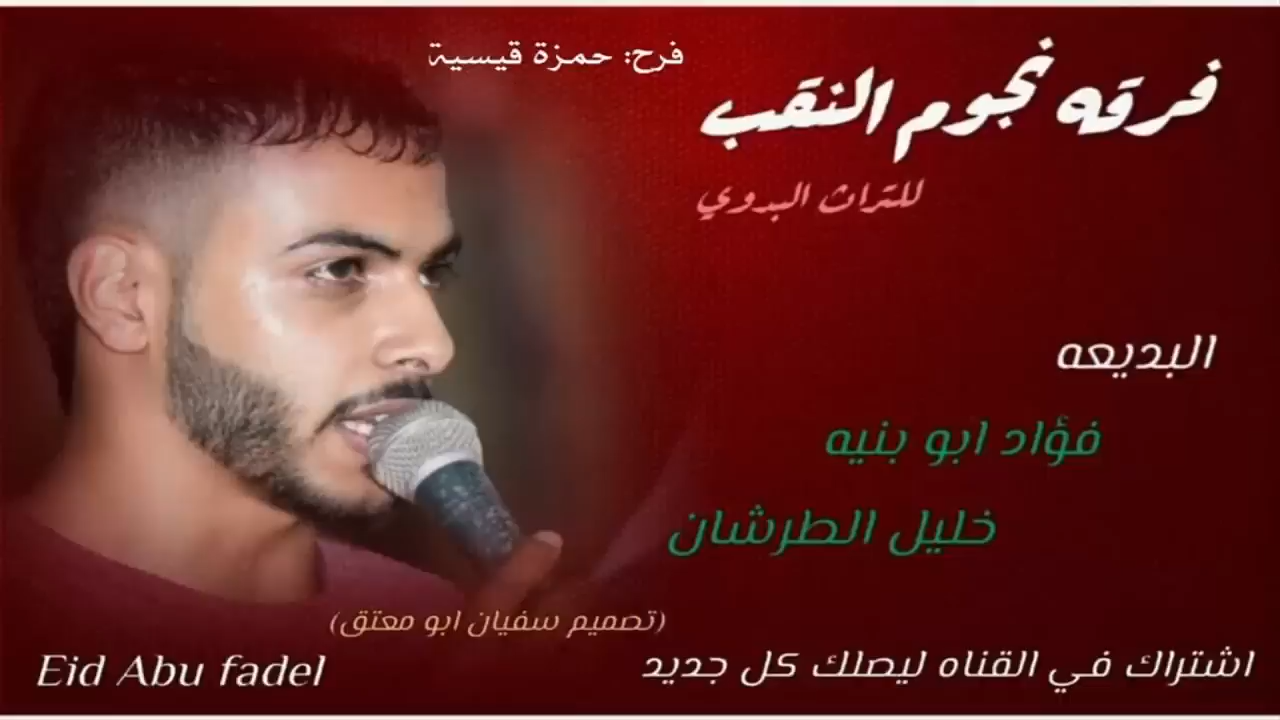 فرح: حمزة قيسية
فرقه نجوم النقب
للتراث البدوي
البديعه
فؤاد ابو بنيه
خليل الطرشان
(تصميم سفيان ابو معتق)
Eid Abu fadel
اشتراك في القناه ليصلك كل جديد